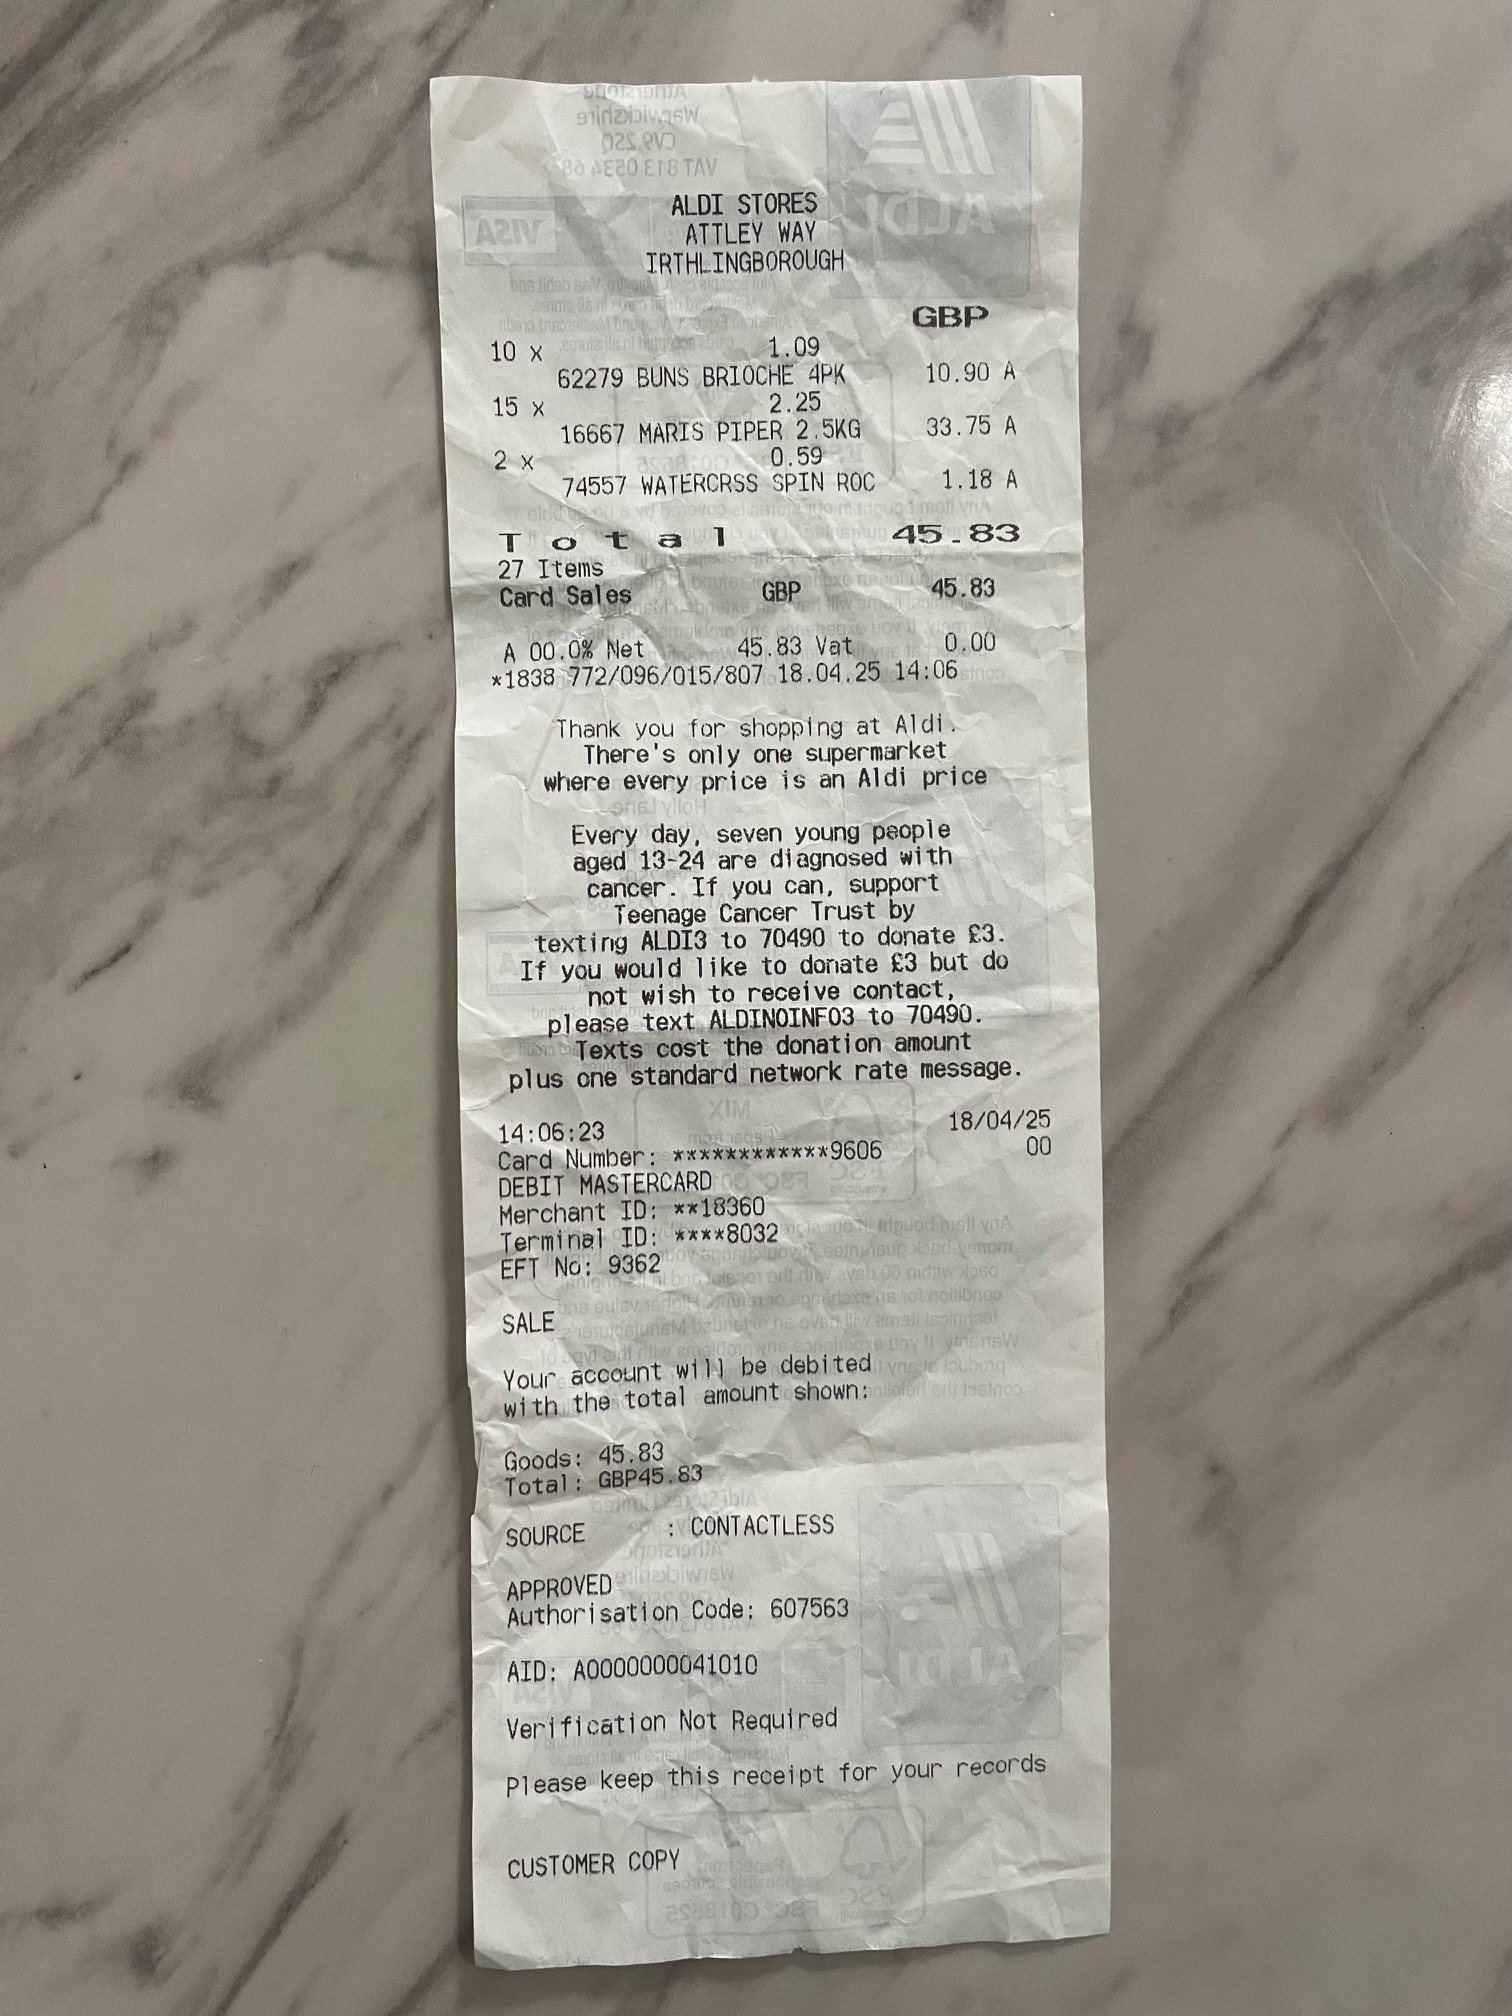 ALDI STORES
ATTLEY WAY
IRTHLINGBOROUGH
GBP
10 x 1.09
62279 BUNS BRIOCHE 4PK 10.90 A
15 x 2.25
16667 MARIS PIPER 2.5KG 33.75 A
2 x 0.59
74557 WATERCRSS SPIN ROC 1.18 A
Total 45.83
27 Items
Card Sales GBP 45.83
A 00.0% Net 45.83 Vat 0.00
*1838 772/096/015/807 18.04.25 14:06
Thank you for shopping at Aldi.
There's only one supermarket
where every price is an Aldi price
Every day, seven young people
aged 13-24 are diagnosed with
cancer. If you can, support
Teenage Cancer Trust by
texting ALDI3 to 70490 to donate £3.
If you would like to donate £3 but do
not wish to receive contact,
please text ALDINOINFO3 to 70490.
Texts cost the donation amount
plus one standard network rate message.
14:06:23 18/04/25
Card Number: ************9606 00
DEBIT MASTERCARD
Merchant ID: **18360
Terminal ID: ****8032
EFT No: 9362
SALE
Your account will be debited
with the total amount shown:
Goods: 45.83
Total: GBP45.83
SOURCE : CONTACTLESS
APPROVED
Authorisation Code: 607563
AID: A0000000041010
Verification Not Required
Please keep this receipt for your records
CUSTOMER COPY